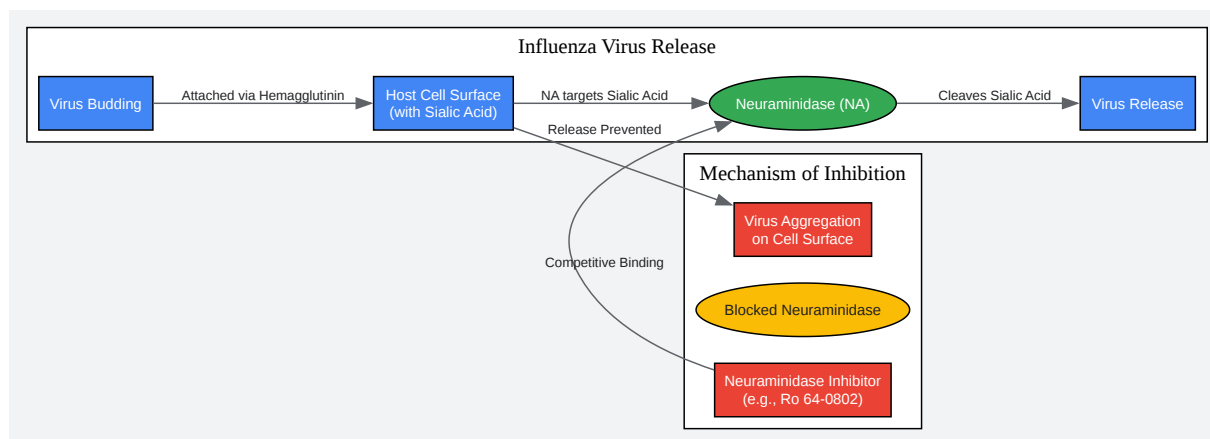 Influenza Virus Release
Virus Budding
Attached via Hemagglutinin
Host Cell Surface
(with Sialic Acid)
NA targets Sialic Acid
Neuraminidase (NA)
Cleaves Sialic Acid
Virus Release
Release Prevented
Mechanism of Inhibition
Virus Aggregation
on Cell Surface
Competitive Binding
Blocked Neuraminidase
Neuraminidase Inhibitor
(e.g., Ro 64-0802)